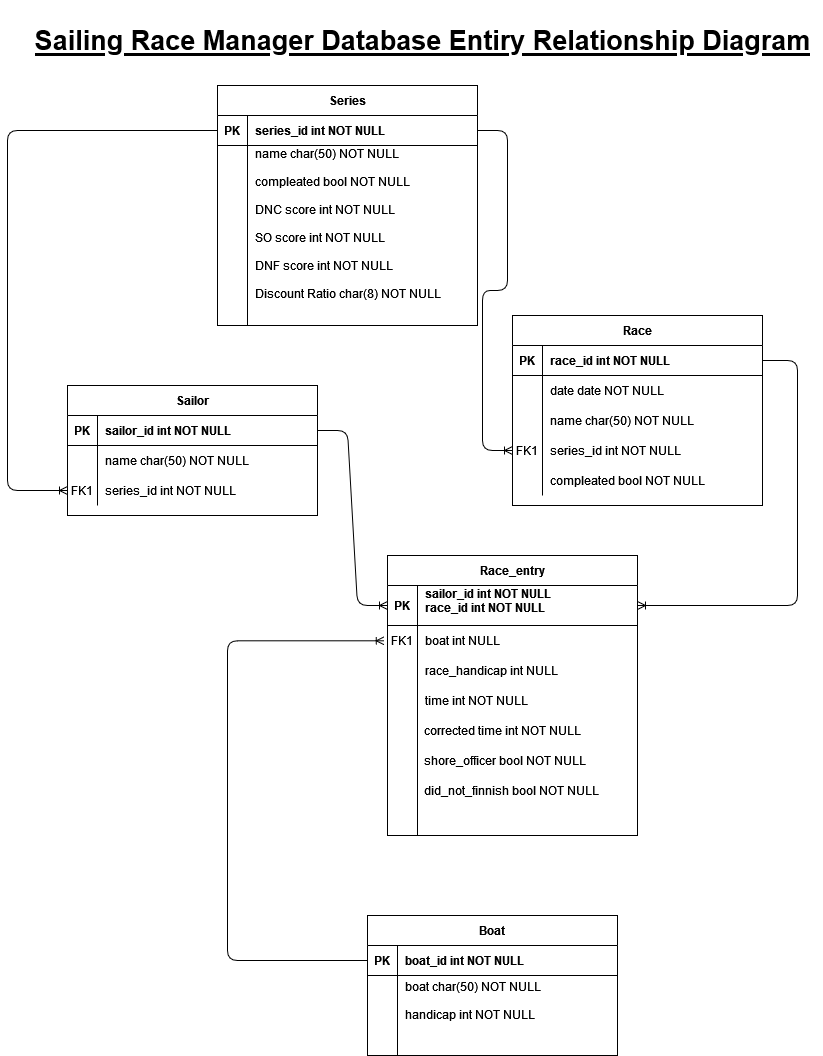 Sailing Race Manager Database Entiry Relationship Diagram
Series
PK series_id int NOT NULL
name char(50) NOT NULL
compleated bool NOT NULL
DNC score int NOT NULL
SO score int NOT NULL
DNF score int NOT NULL
Discount Ratio char(8) NOT NULL
Race
PK race_id int NOT NULL
date date NOT NULL
name char(50) NOT NULL
FK1 series_id int NOT NULL
compleated bool NOT NULL
Sailor
PK sailor_id int NOT NULL
name char(50) NOT NULL
FK1 series_id int NOT NULL
Race_entry
PK sailor_id int NOT NULL
race_id int NOT NULL
FK1 boat int NULL
race_handicap int NULL
time int NOT NULL
corrected time int NOT NULL
shore_officer bool NOT NULL
did_not_finnish bool NOT NULL
Boat
PK boat_id int NOT NULL
boat char(50) NOT NULL
handicap int NOT NULL